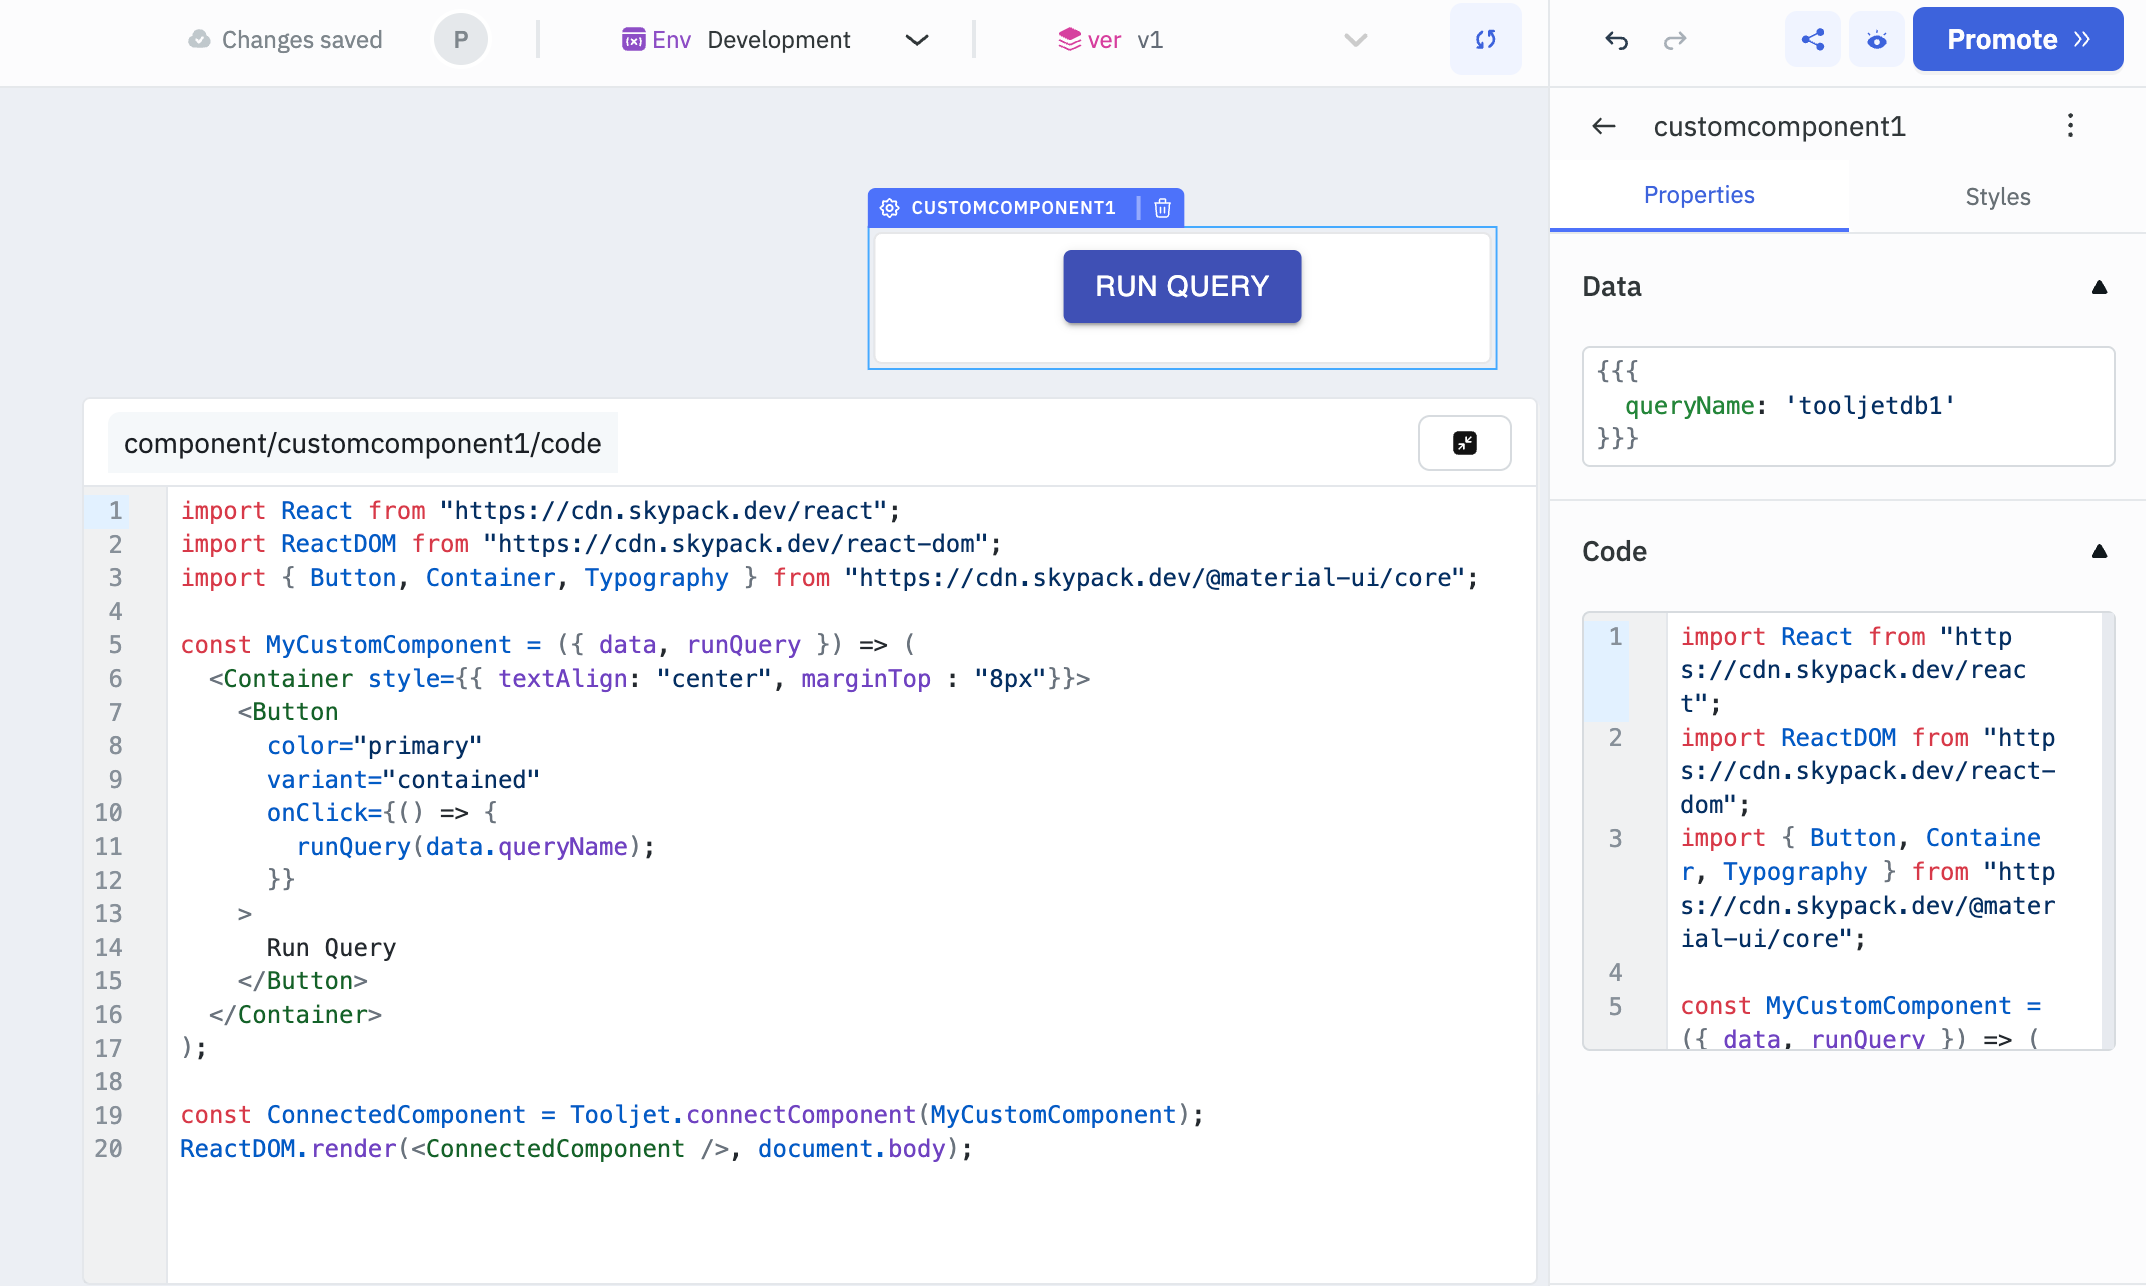 Changes saved
P
Env Development
ver v1
Promote
customcomponent1
Properties
Styles
CUSTOMCOMPONENT1
RUN QUERY
Data
{{{
  queryName: 'tooljetdb1'
}}}
component/customcomponent1/code
1 import React from "https://cdn.skypack.dev/react";
2 import ReactDOM from "https://cdn.skypack.dev/react-dom";
3 import { Button, Container, Typography } from "https://cdn.skypack.dev/@material-ui/core";
4
5 const MyCustomComponent = ({ data, runQuery }) => (
6   <Container style={{ textAlign: "center", marginTop : "8px"}}>
7     <Button
8       color="primary"
9       variant="contained"
10       onClick={() => {
11           runQuery(data.queryName);
12       }}
13     >
14       Run Query
15     </Button>
16   </Container>
17 );
18
19 const ConnectedComponent = Tooljet.connectComponent(MyCustomComponent);
20 ReactDOM.render(<ConnectedComponent />, document.body);
Code
1 import React from "http
s://cdn.skypack.dev/reac
t";
2 import ReactDOM from "http
s://cdn.skypack.dev/react-
dom";
3 import { Button, Containe
r, Typography } from "http
s://cdn.skypack.dev/@mater
ial-ui/core";
4
5 const MyCustomComponent =
({ data, runQuery }) => (